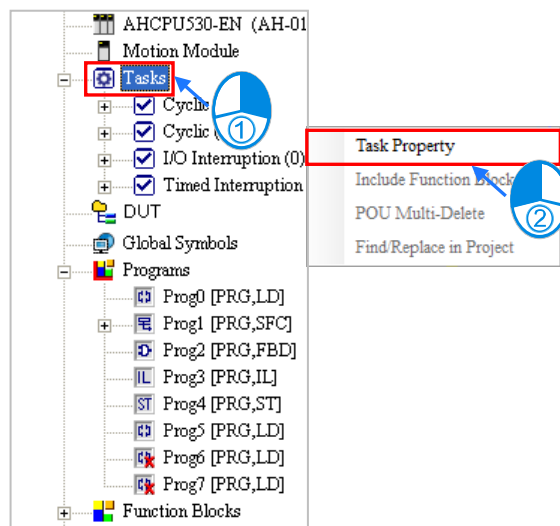 AHCPU530-EN (AH-01
Motion Module
Tasks
Cyclic
Cyclic (
I/O Interruption (0)
Timed Interruption
①
DUT
Global Symbols
Programs
Prog0 [PRG,LD]
Prog1 [PRG,SFC]
Prog2 [PRG,FBD]
IL Prog3 [PRG,IL]
ST Prog4 [PRG,ST]
Prog5 [PRG,LD]
Prog6 [PRG,LD]
Prog7 [PRG,LD]
Function Blocks
Task Property
Include Function Block
POU Multi-Delete
②
Find/Replace in Project